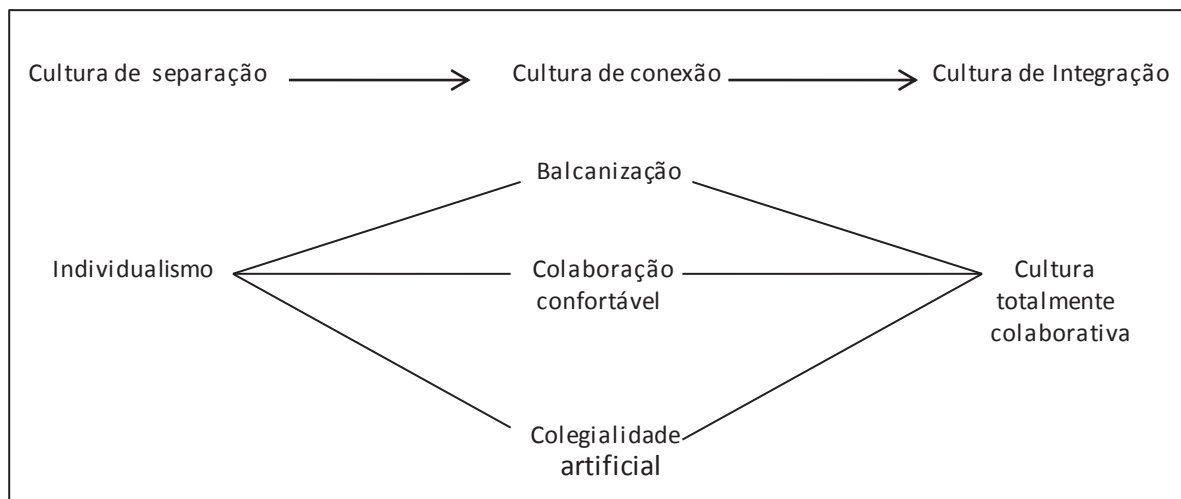 Cultura de separação Cultura de conexão Cultura de Integração
Balcanização
Individualismo Colaboração Cultura
confortável totalmente
colaborativa
Colegialidade
artificial